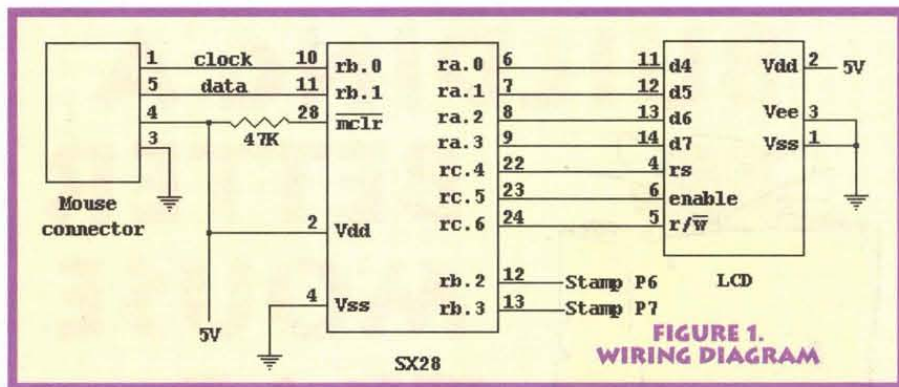 1 clock 10 rb.0 ra.0 6 11 d4 Vdd 2 5V
5 data 11 rb.1 ra.1 7 12 d5
4 28 mclr ra.2 8 13 d6 Vee 3
3 47K ra.3 9 14 d7 Vss 1
rc.4 22 4 rs
Mouse
connector
rc.5 23 6 enable
2 Vdd rc.6 24 5 r/w
LCD
rb.2 12 Stamp P6
4 Vss rb.3 13 Stamp P7
5V
SX28
FIGURE 1.
WIRING DIAGRAM